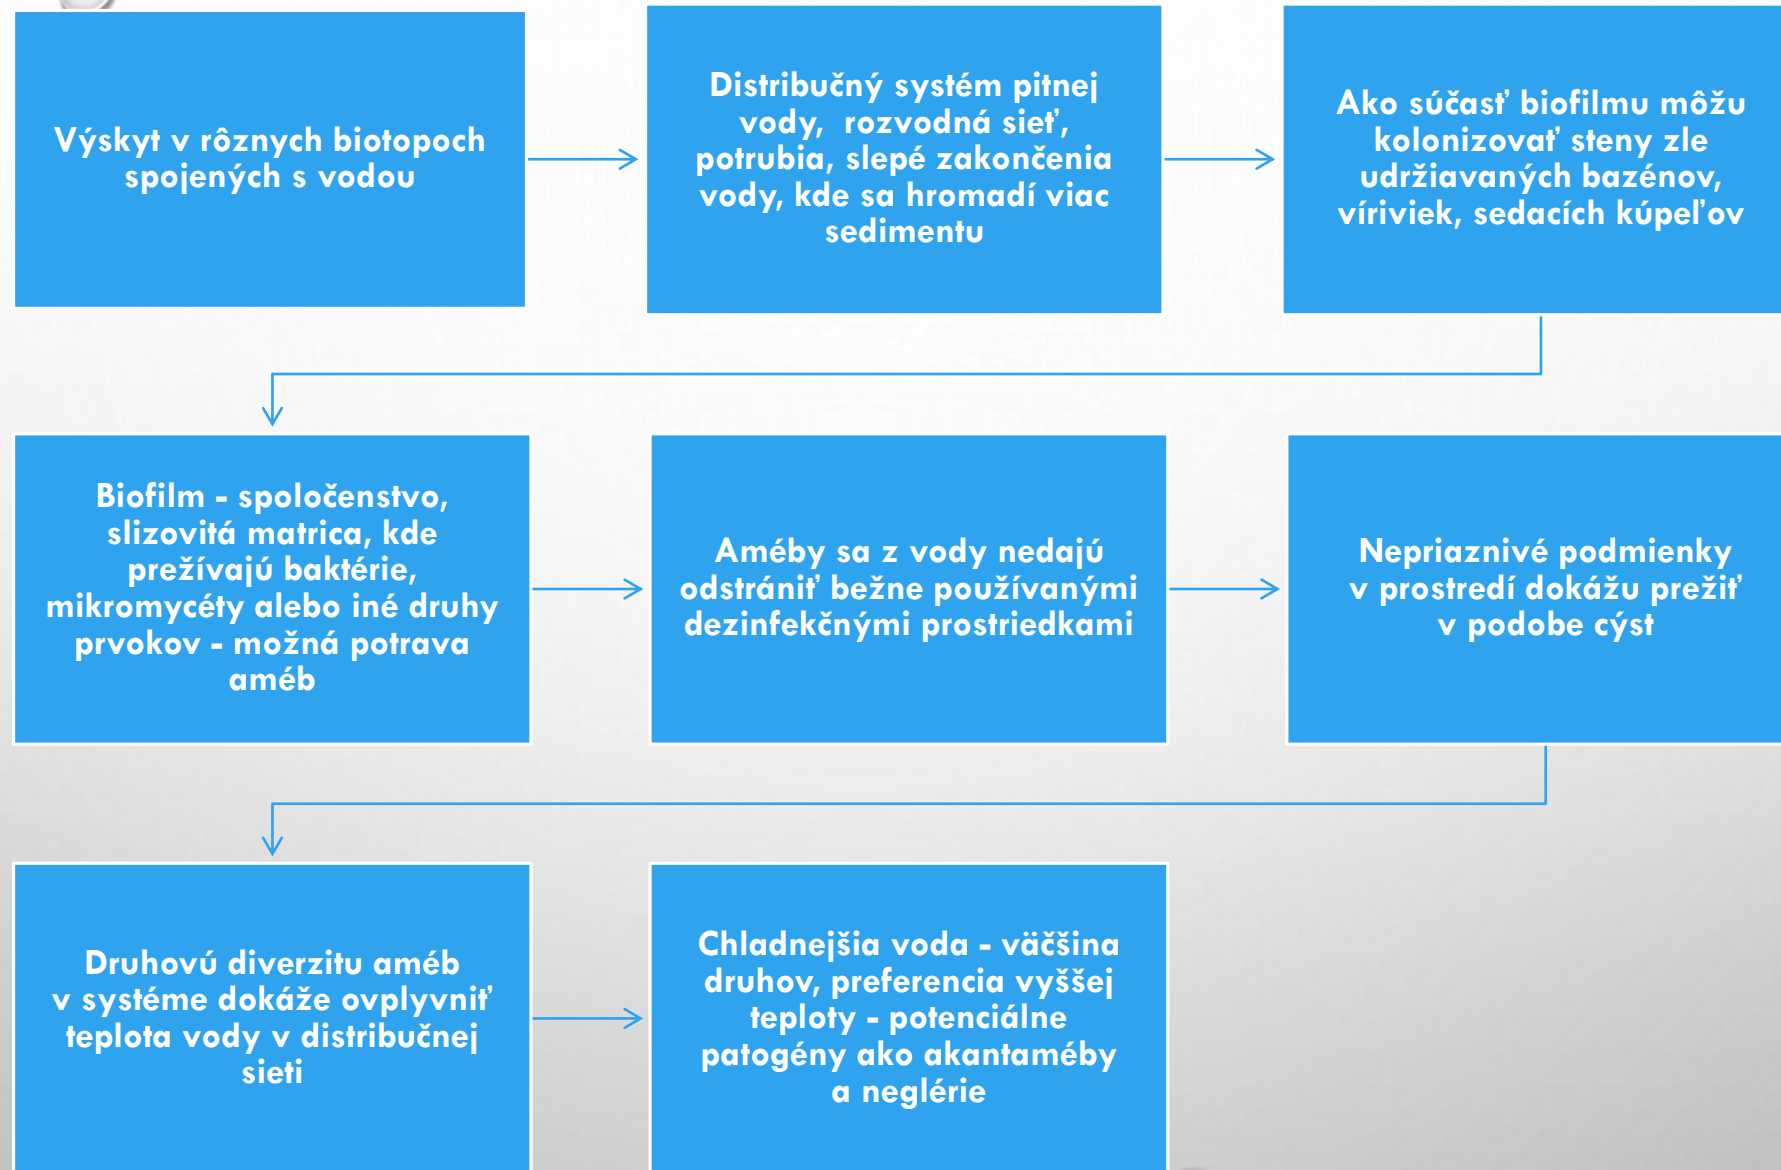 Výskyt v rôznych biotopoch
spojených s vodou
Distribučný systém pitnej
vody, rozvodná sieť,
potrubia, slepé zakončenia
vody, kde sa hromadí viac
sedimentu
Ako súčasť biofilmu môžu
kolonizovať steny zle
udržiavaných bazénov,
víriviek, sedacích kúpeľov
Biofilm - spoločenstvo,
slizovitá matrica, kde
prežívajú baktérie,
mikromycéty alebo iné druhy
prvokov - možná potrava
améb
Améby sa z vody nedajú
odstrániť bežne používanými
dezinfekčnými prostriedkami
Nepriaznivé podmienky
v prostredí dokážu prežiť
v podobe cýst
Druhovú diverzitu améb
v systéme dokáže ovplyvniť
teplota vody v distribučnej
sieti
Chladnejšia voda - väčšina
druhov, preferencia vyššej
teploty - potenciálne
patogény ako akantaméby
a neglérie